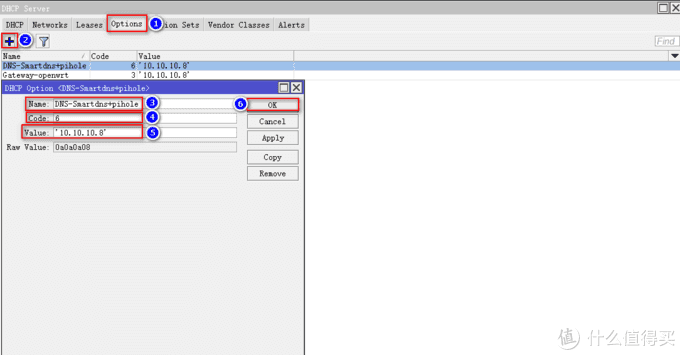 DHCP Server
DHCP Networks Leases Options 1 ion Sets Vendor Classes Alerts
2 Find
Name Code Value
DNS-Smartdns+pihole 6 '10.10.10.8'
Gateway-openwrt 3 '10.10.10.8'
DHCP Option <DNS-Smartdns+pihole>
Name: DNS-Smartdns+pihole 3 6 OK
Code: 6 4 Cancel
Value: '10.10.10.8' 5 Apply
Raw Value: 0a0a0a08 Copy
Remove
值 什么值得买